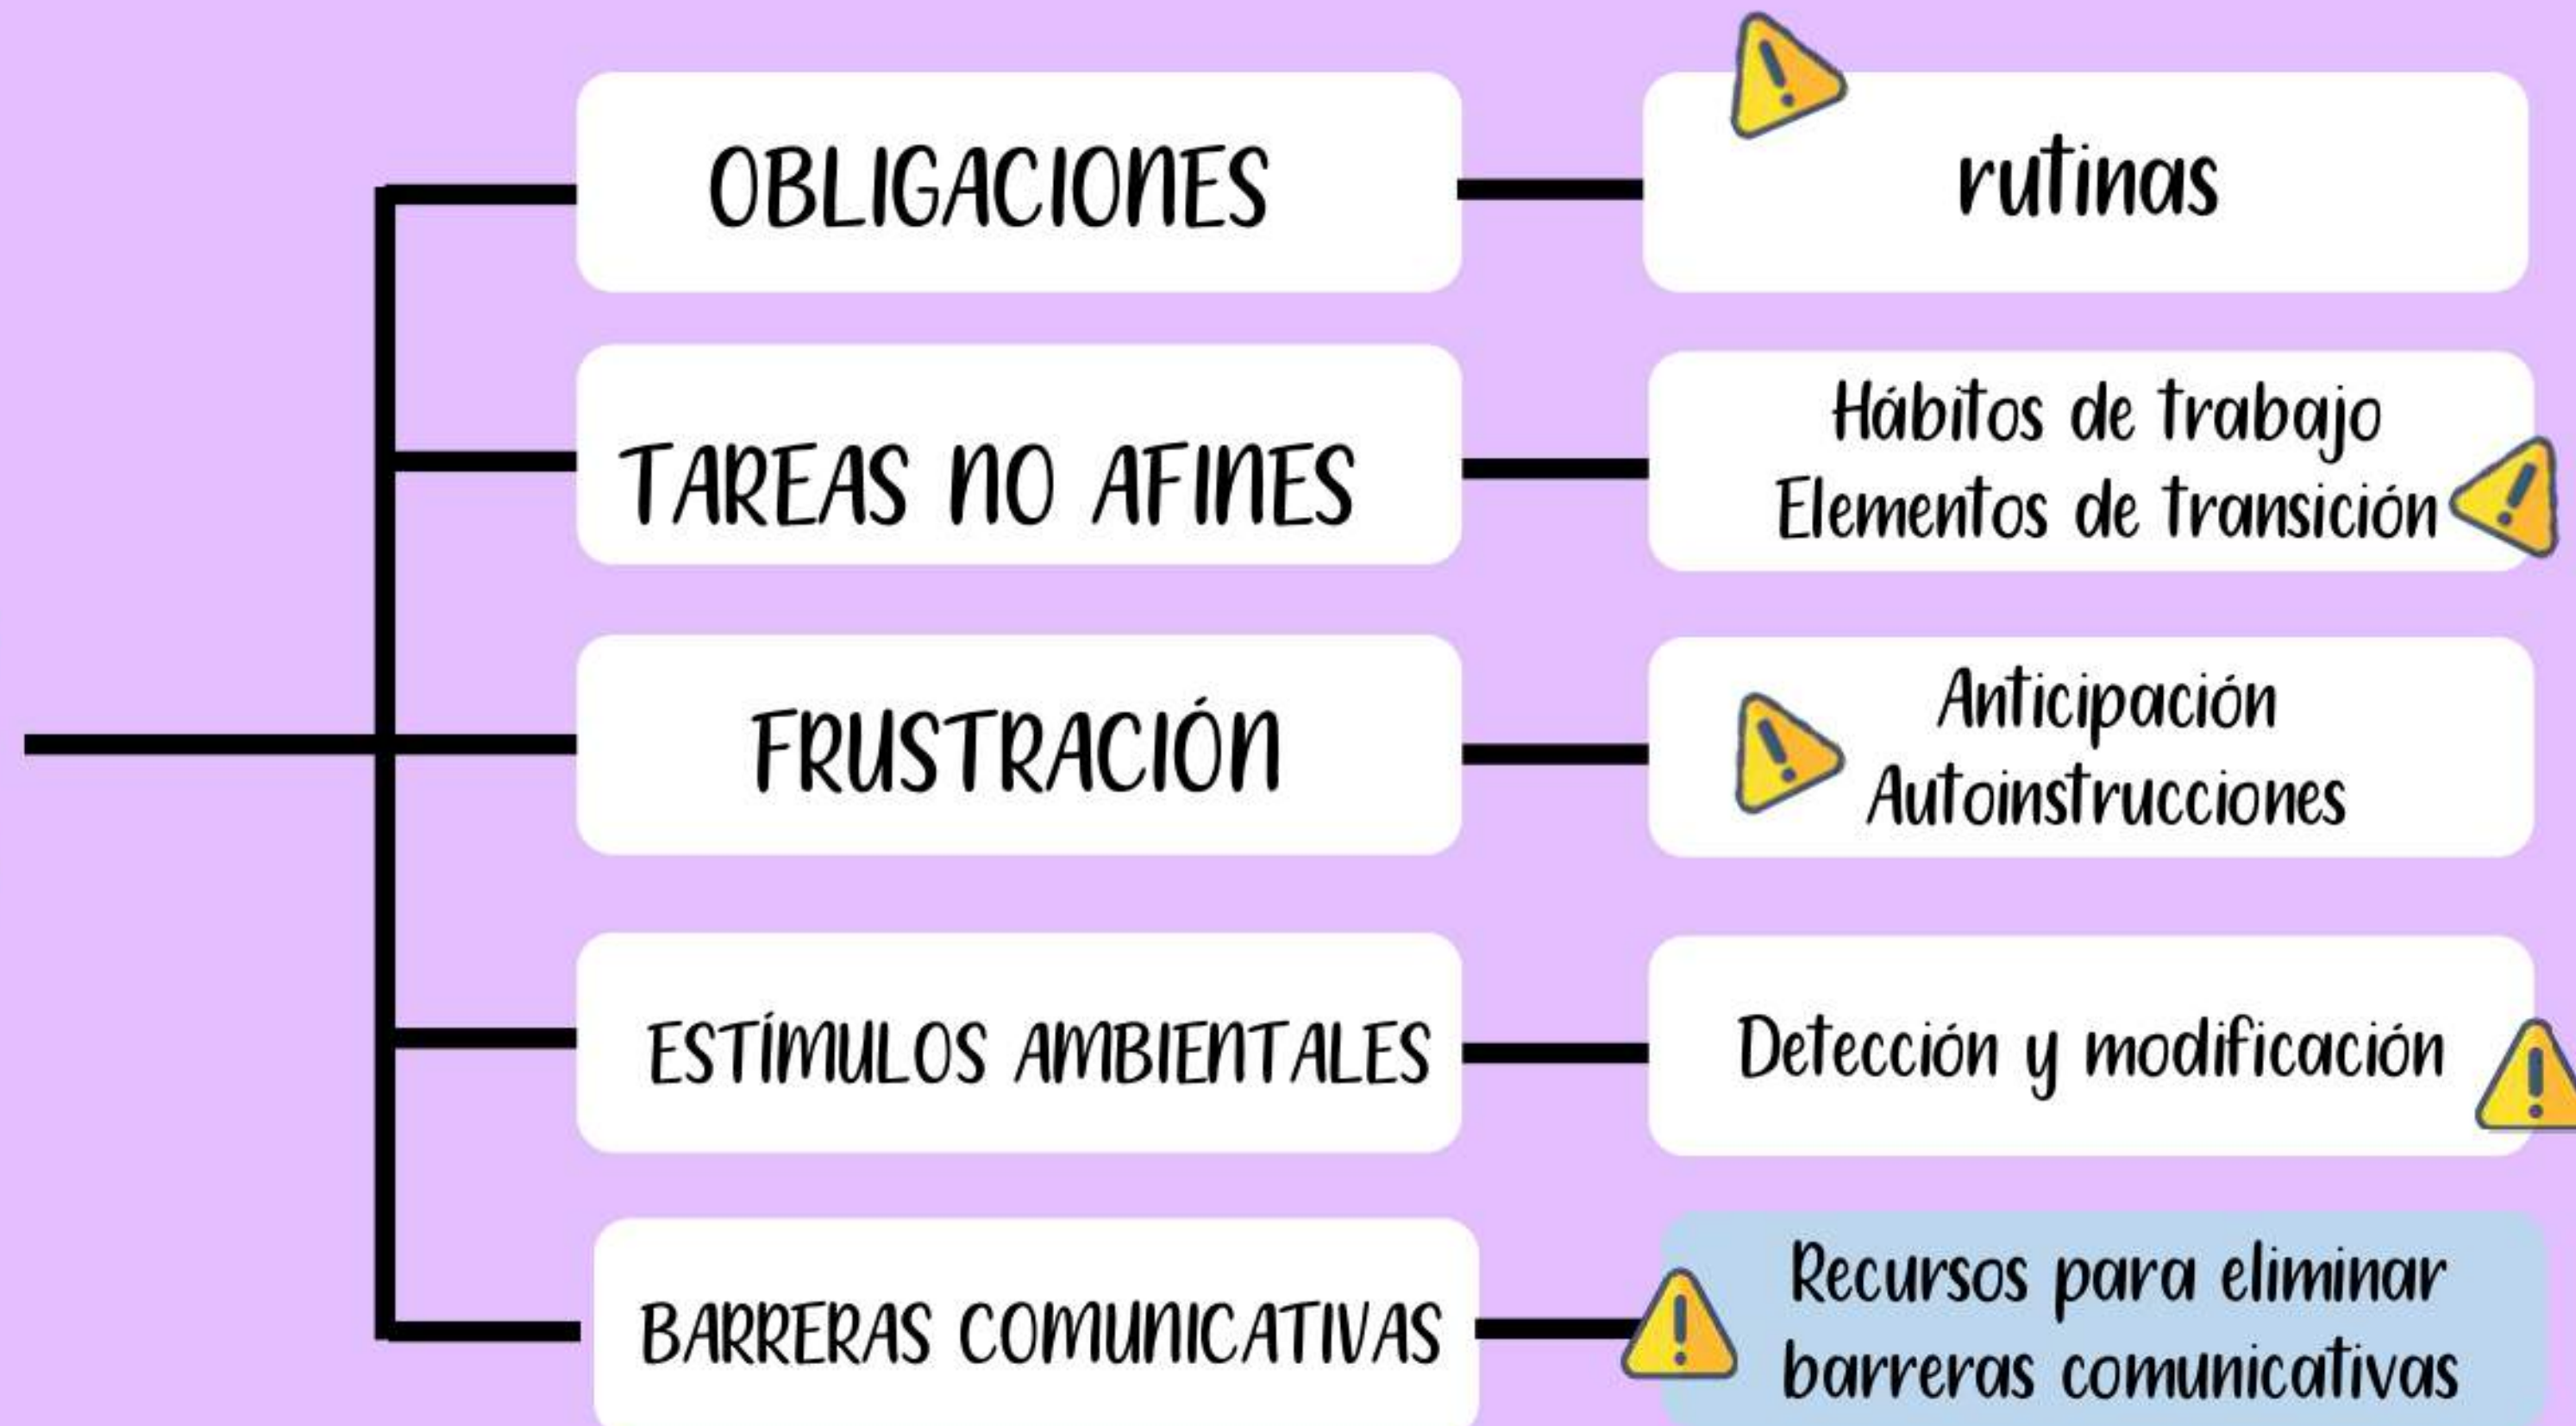 OBLIGACIONES
rutinas
TAREAS NO AFINES
Hábitos de trabajo
Elementos de transición
FRUSTRACIÓN
Anticipación
Autoinstrucciones
ESTÍMULOS AMBIENTALES
Detección y modificación
BARRERAS COMUNICATIVAS
Recursos para eliminar
barreras comunicativas